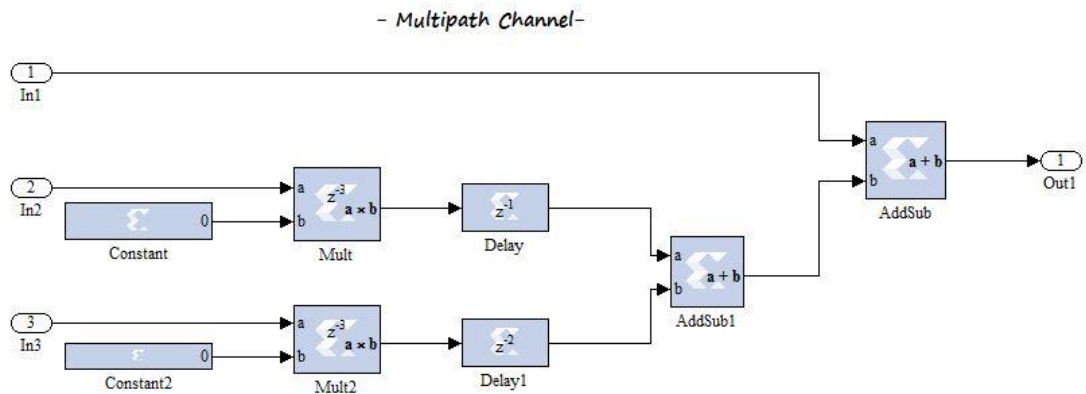 - Multipath Channel-
1
In1
a
b
a + b
AddSub
1
Out1
2
In2
0
Constant
a
b
z-3
a × b
Mult
z-1
Delay
a
b
a + b
AddSub1
3
In3
0
Constant2
a
b
z-3
a × b
Mult2
z-2
Delay1